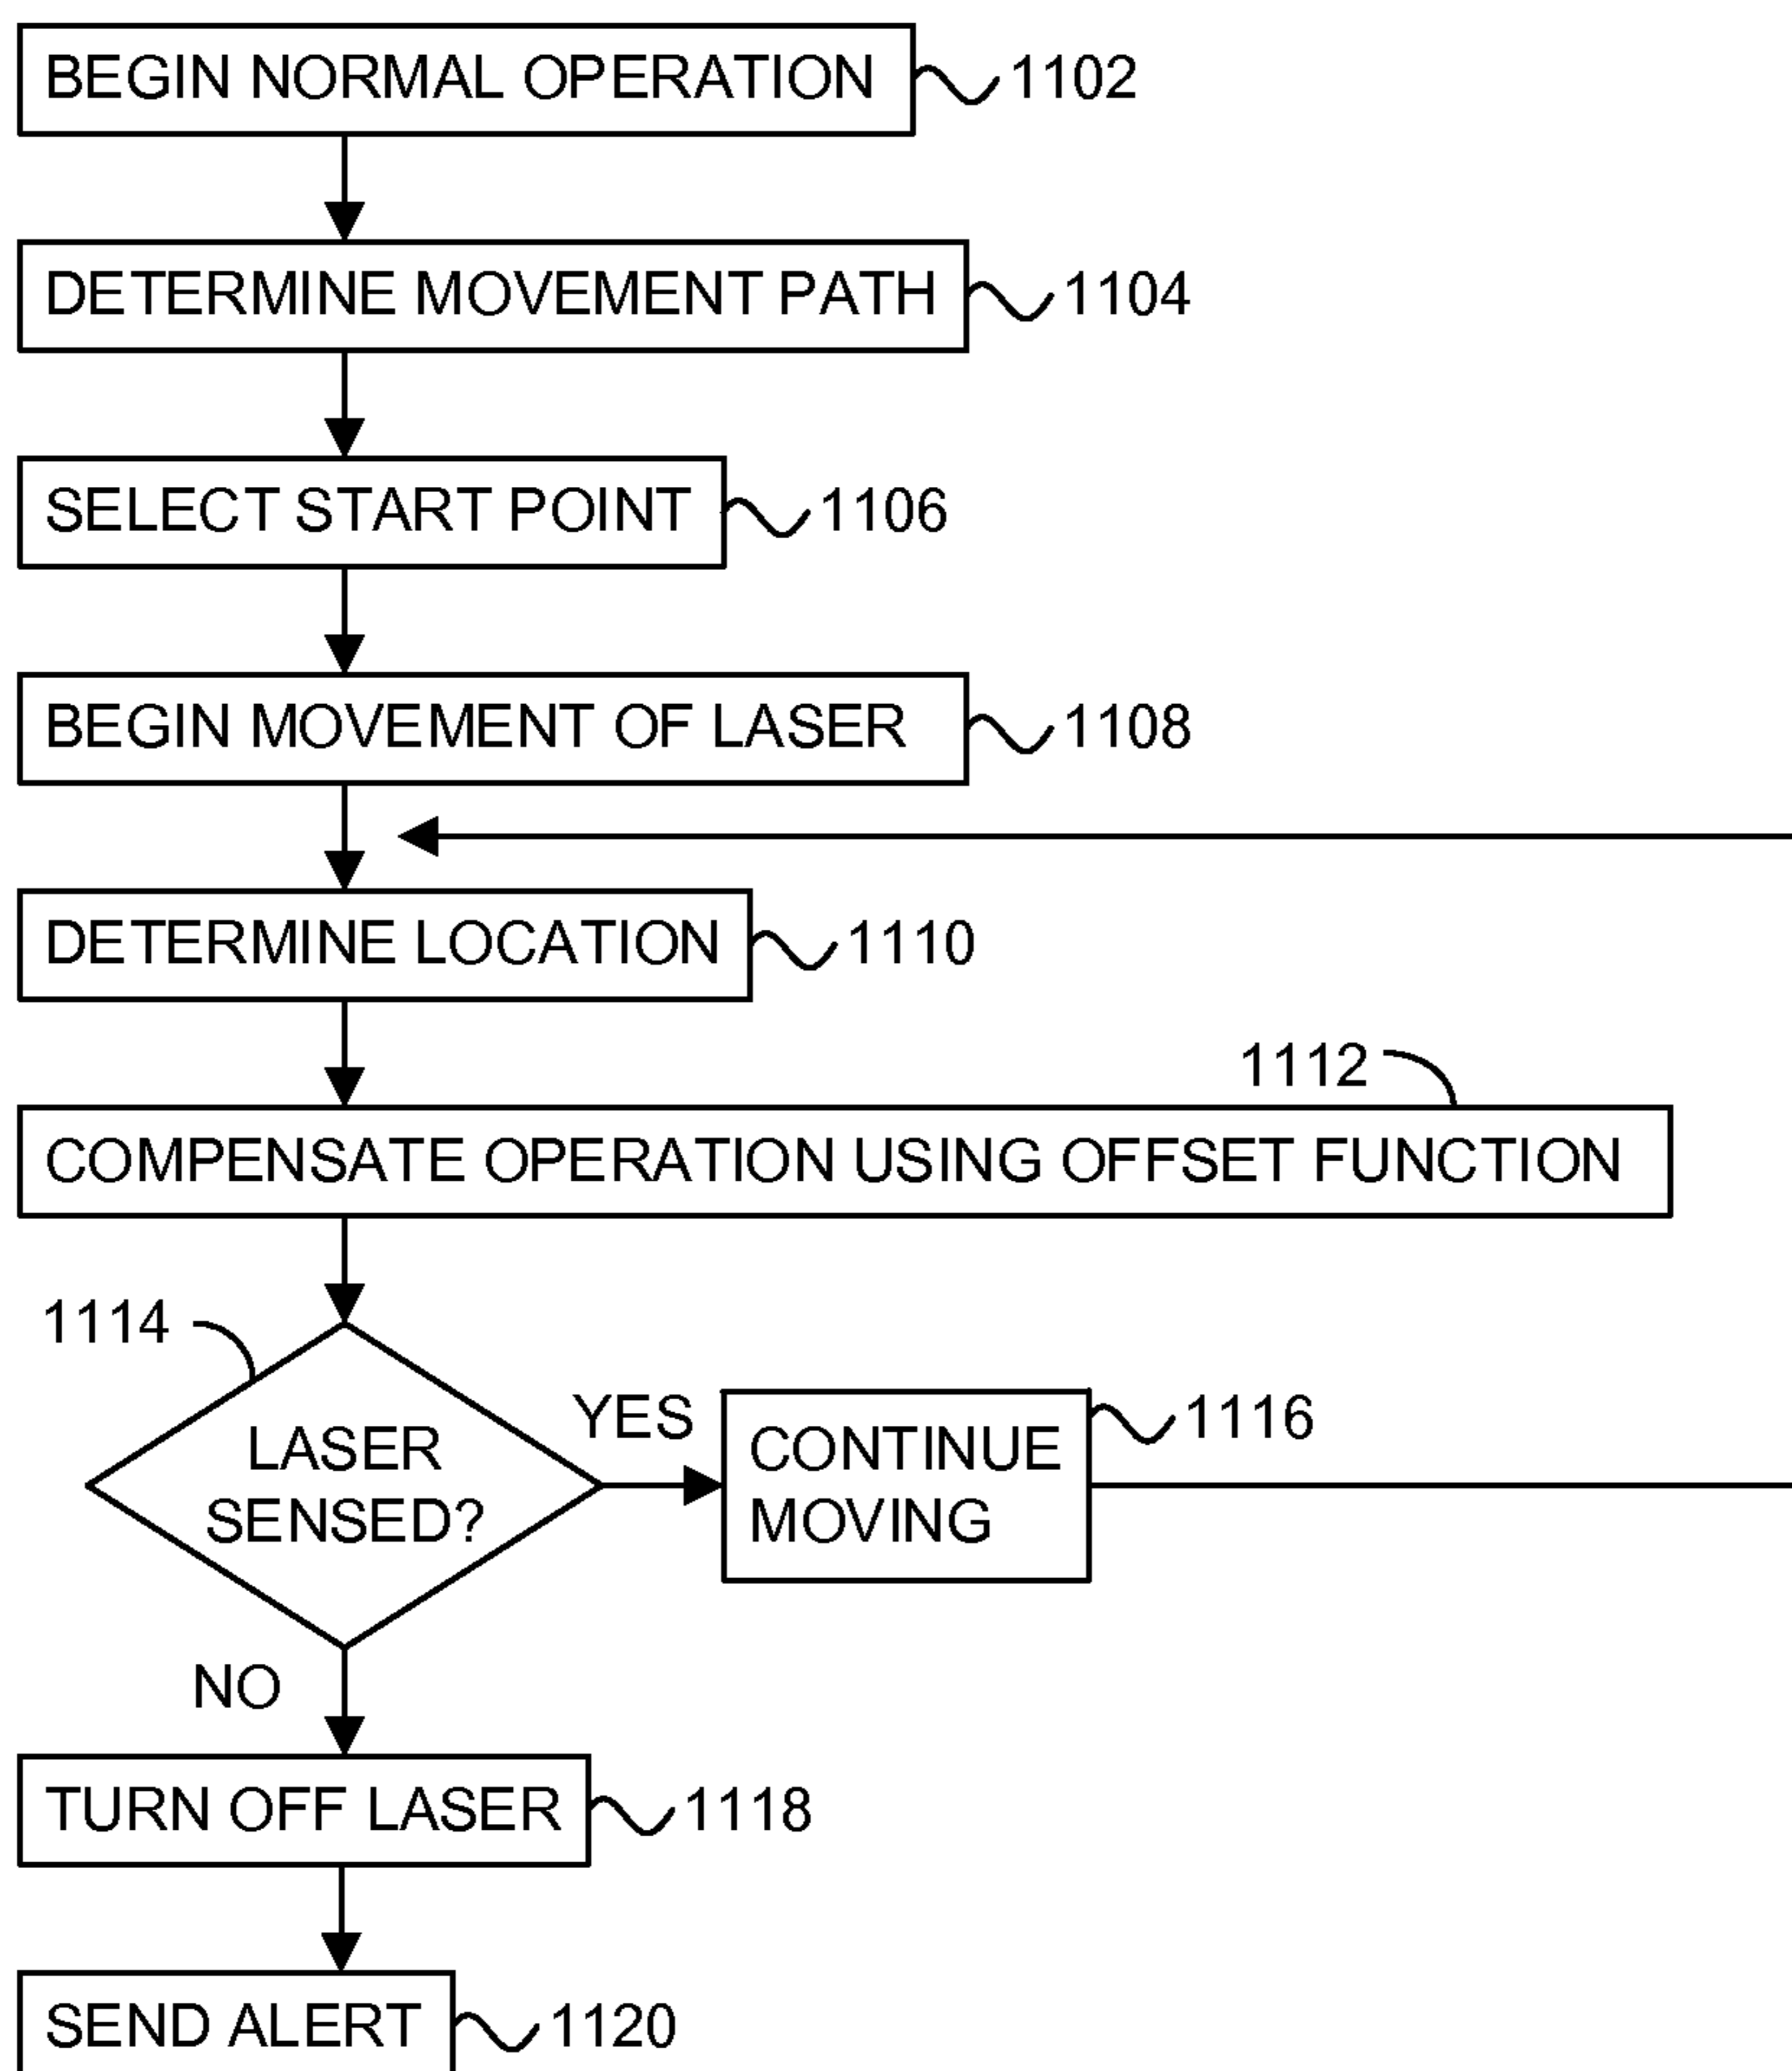 BEGIN NORMAL OPERATION 1102
DETERMINE MOVEMENT PATH 1104
SELECT START POINT 1106
BEGIN MOVEMENT OF LASER 1108
DETERMINE LOCATION 1110
1112
COMPENSATE OPERATION USING OFFSET FUNCTION
1114
LASER
SENSED?
YES
CONTINUE
MOVING
1116
NO
TURN OFF LASER 1118
SEND ALERT 1120